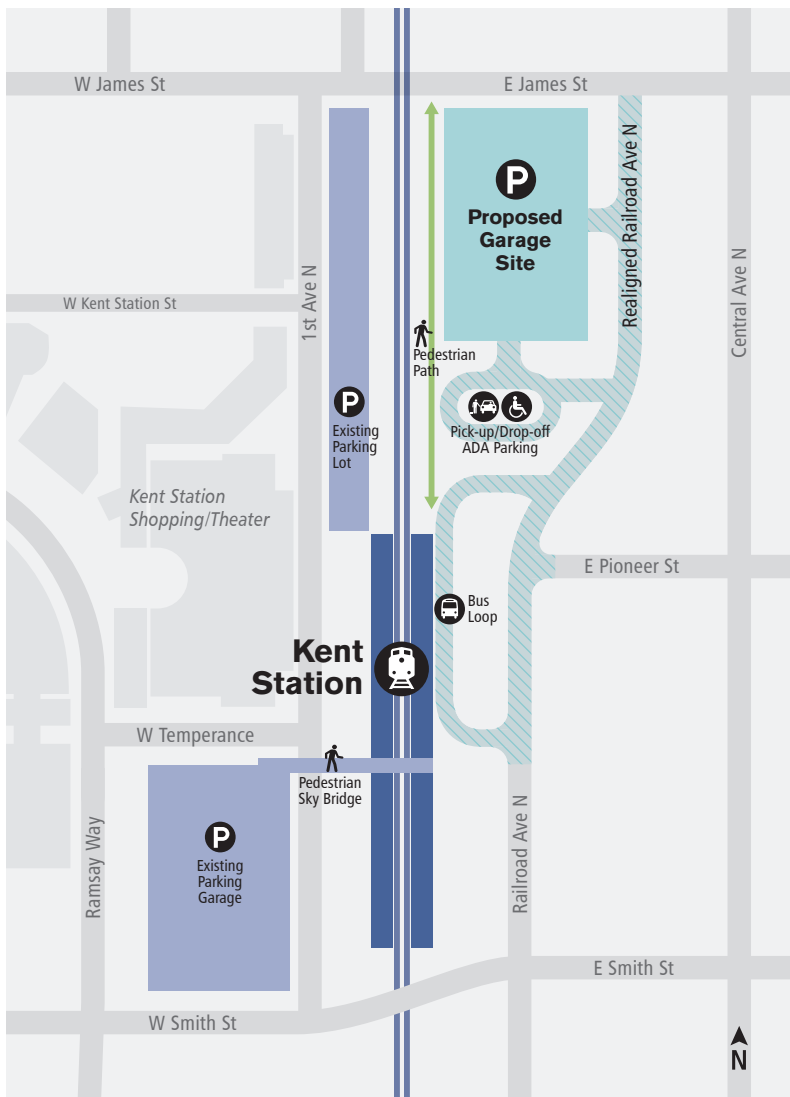 W James St
E James St
P
Proposed
Garage
Site
Realigned Railroad Ave N
1st Ave N
Central Ave N
W Kent Station St
Pedestrian
Path
P
Existing
Parking
Lot
Pick-up/Drop-off
ADA Parking
Kent Station
Shopping/Theater
E Pioneer St
Bus
Loop
Kent
Station
W Temperance
Pedestrian
Sky Bridge
P
Existing
Parking
Garage
Ramsay Way
Railroad Ave N
E Smith St
W Smith St
N